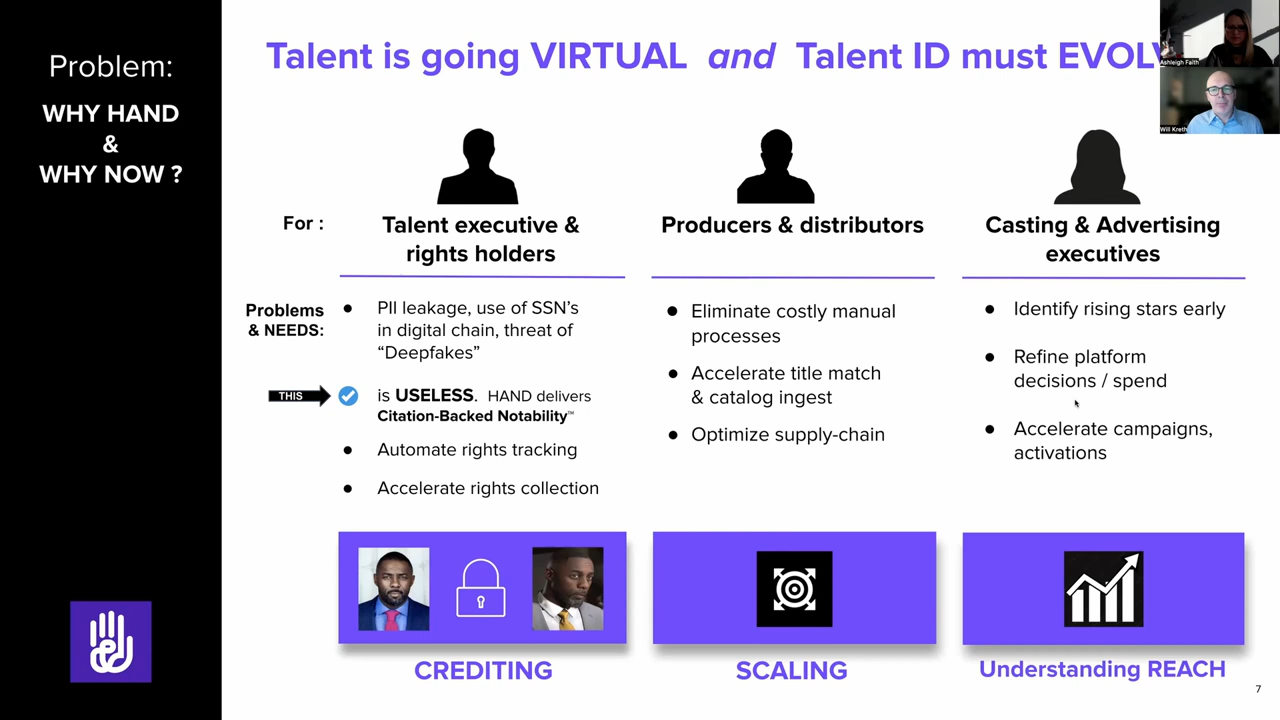 Problem:
WHY HAND
&
WHY NOW ?
Talent is going VIRTUAL and Talent ID must EVOLV
Ashleigh Faith
Will Kreth
For :
Talent executive &
rights holders
Producers & distributors
Casting & Advertising
executives
Problems
& NEEDS:
● PII leakage, use of SSN's
in digital chain, threat of
“Deepfakes”
THIS
is USELESS. HAND delivers
Citation-Backed Notability™
● Automate rights tracking
● Accelerate rights collection
● Eliminate costly manual
processes
● Accelerate title match
& catalog ingest
● Optimize supply-chain
● Identify rising stars early
● Refine platform
decisions / spend
● Accelerate campaigns,
activations
CREDITING
SCALING
Understanding REACH
7